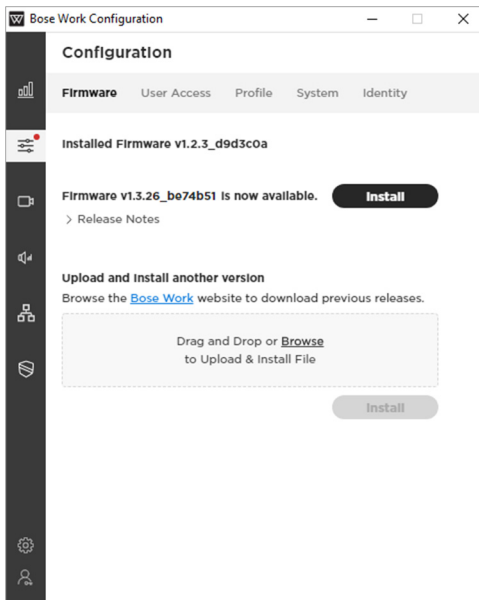 Bose Work Configuration
Configuration
Firmware User Access Profile System Identity
Installed Firmware v1.2.3_d9d3c0a
Firmware v1.3.26_be74b51 is now available. Install
> Release Notes
Upload and Install another version
Browse the Bose Work website to download previous releases.
Drag and Drop or Browse
to Upload & Install File
Install